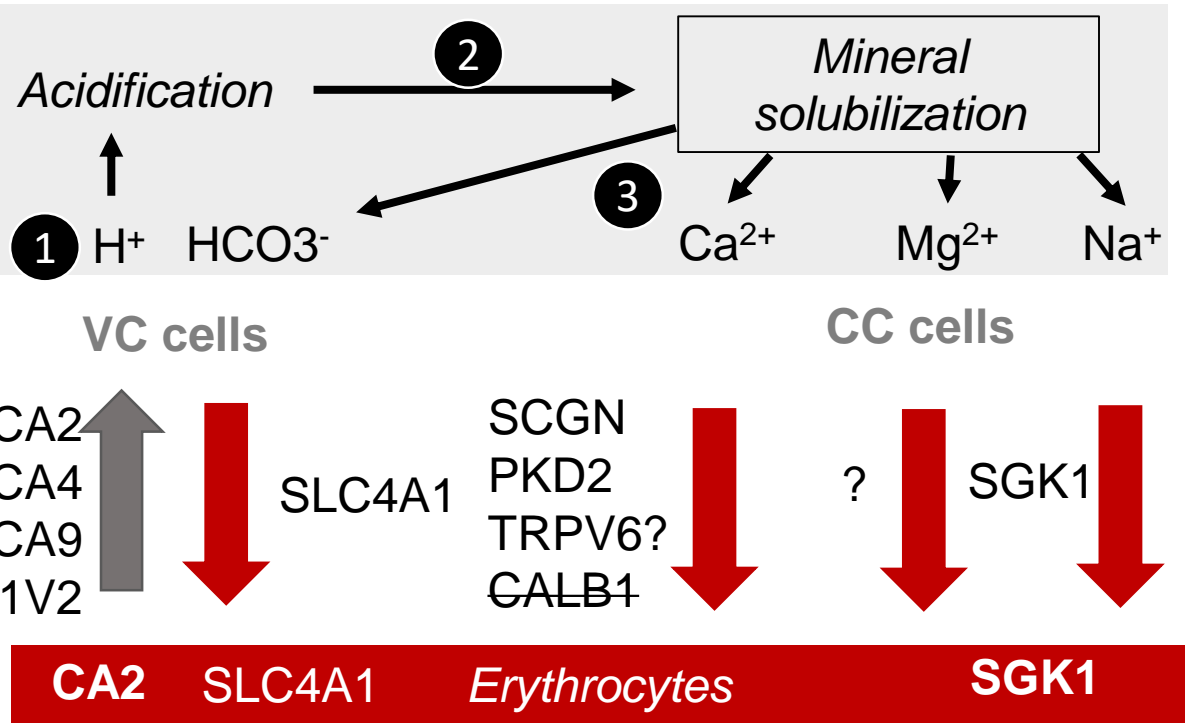 2
Mineral
Acidification
solubilization
3
1 H+ HCO3- Ca2+ Mg2+ Na+
VC cells
CC cells
CA2
CA4
CA9
1V2
SLC4A1
SCGN
PKD2
TRPV6?
CALB1
?
SGK1
CA2 SLC4A1 Erythrocytes SGK1